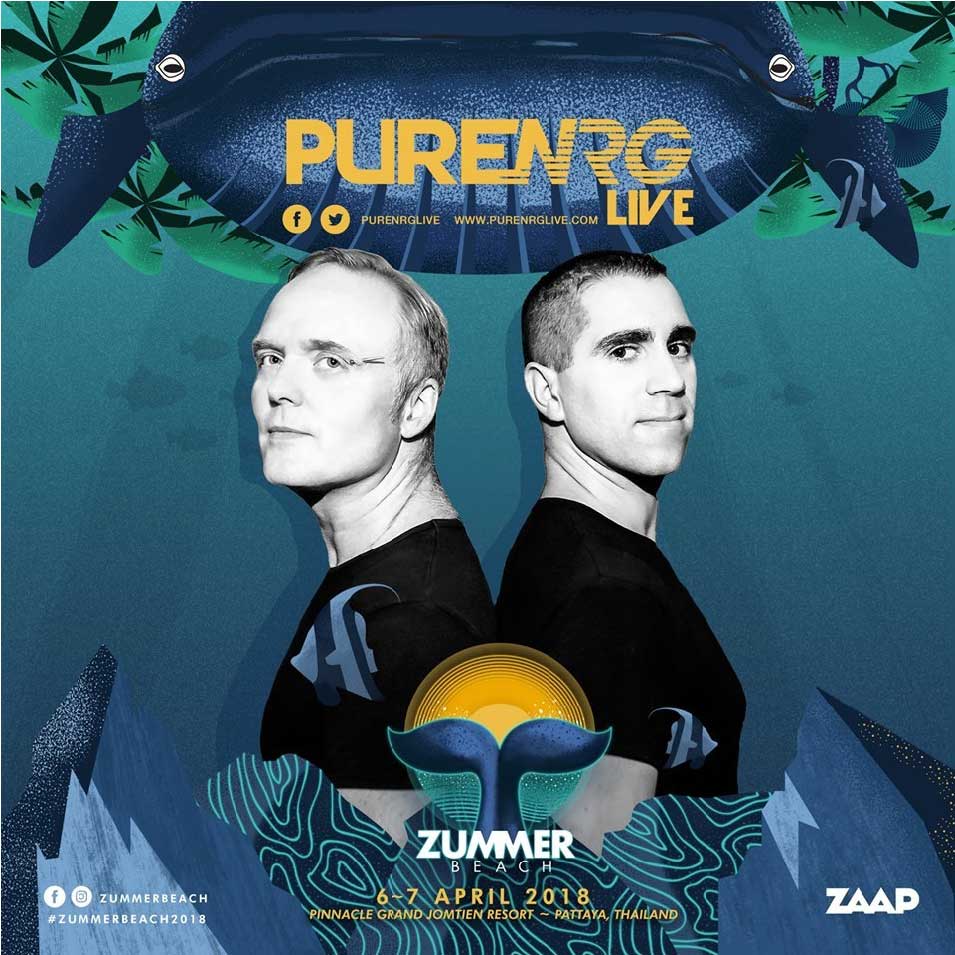 PURENRG
LIVE
PURENRGLIVE WWW.PURENRGLIVE.COM
ZUMMER
BEACH
6~7 APRIL 2018
PINNACLE GRAND JOMTIEN RESORT ~ PATTAYA, THAILAND
ZUMMERBEACH
#ZUMMERBEACH2018
ZAAP